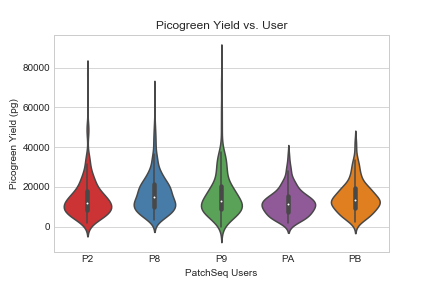 Picogreen Yield vs. User
Picogreen Yield (pg)
80000
60000
40000
20000
0
P2 P8 P9 PA PB
PatchSeq Users